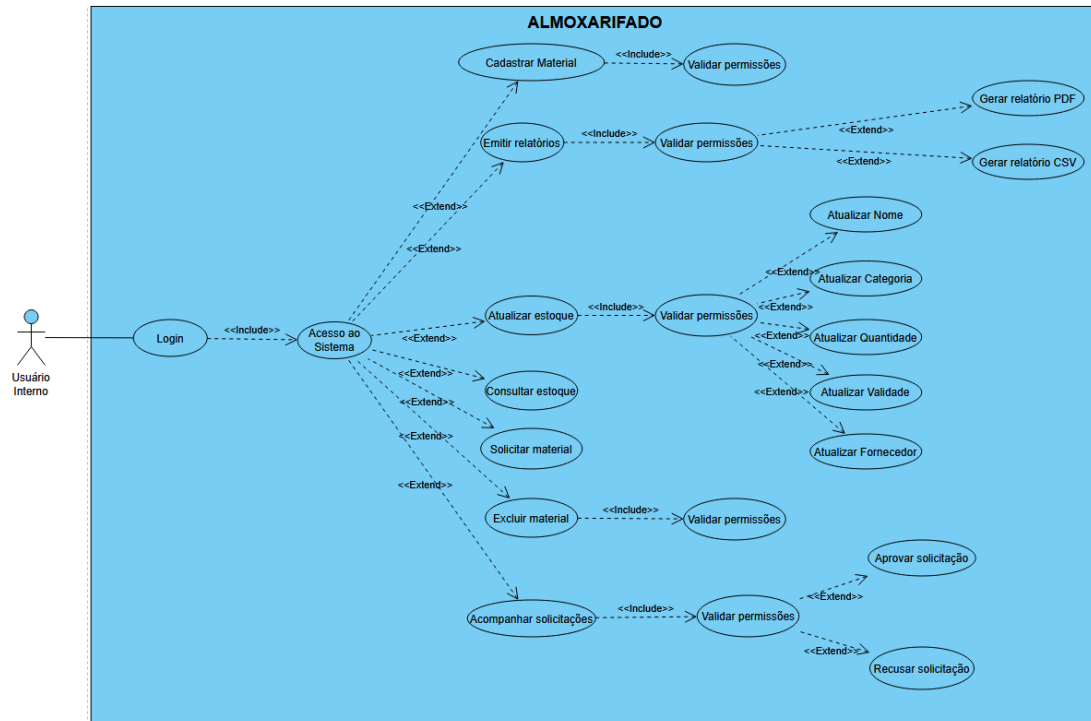 ALMOXARIFADO
Cadastrar Material
<<Include>>
Validar permissões
Gerar relatório PDF
Emitir relatórios
<<Include>>
Validar permissões
<<Extend>>
<<Extend>>
Gerar relatório CSV
<<Extend>>
<<Extend>>
Atualizar Nome
<<Extend>>
Atualizar Categoria
Usuário
Interno
Login
<<Include>>
Acesso ao
Sistema
<<Extend>>
Atualizar estoque
<<Include>>
Validar permissões
<<Extend>>
Atualizar Quantidade
<<Extend>>
Consultar estoque
<<Extend>>
Atualizar Validade
<<Extend>>
Solicitar material
<<Extend>>
Atualizar Fornecedor
<<Extend>>
<<Extend>>
Excluir material
<<Include>>
Validar permissões
Aprovar solicitação
<<Extend>>
Acompanhar solicitações
<<Include>>
Validar permissões
<<Extend>>
Recusar solicitação